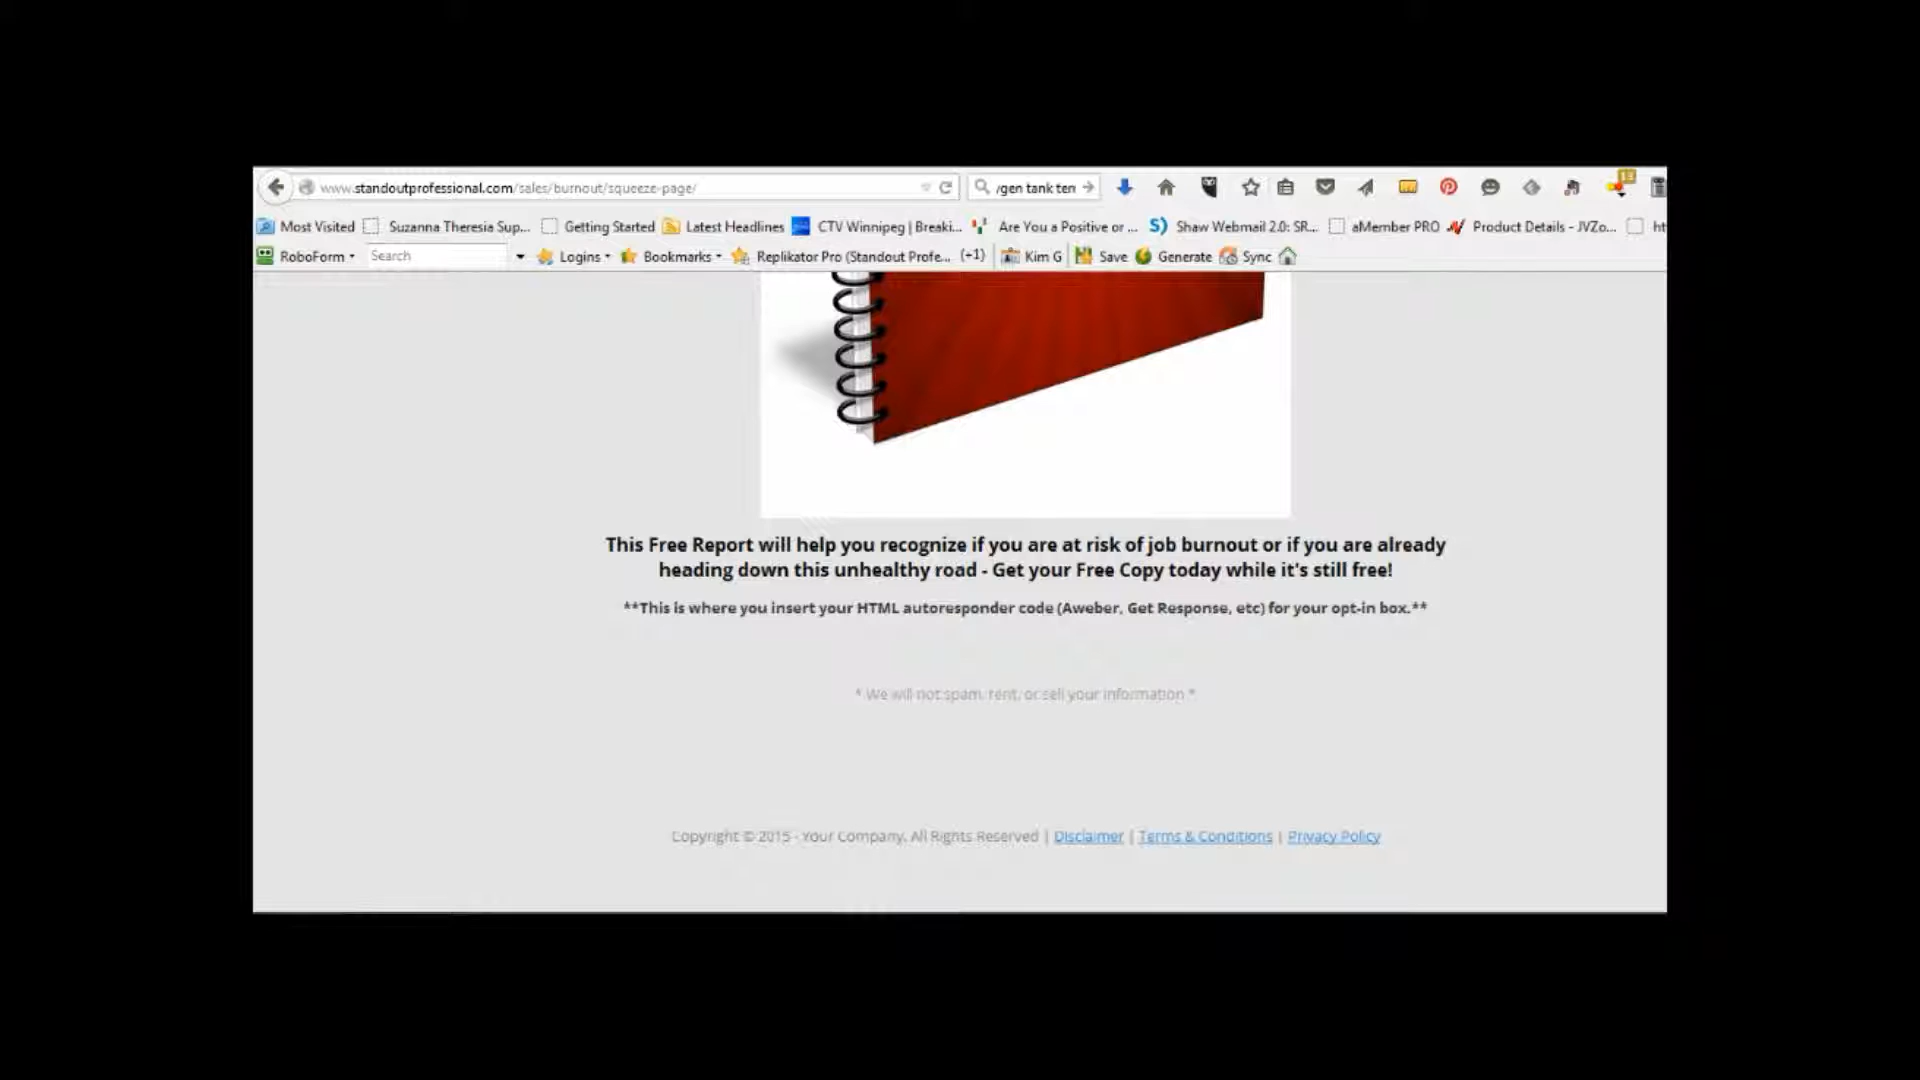 www.standoutprofessional.com/sales/burnout/squeeze-page/ /gen tank ten 13
Most Visited Suzanna Theresia Sup... Getting Started Latest Headlines CTV Winnipeg | Breaki... Are You a Positive or ... S) Shaw Webmail 2.0: SR... aMember PRO Product Details - JVZo... ht
RoboForm Search Logins Bookmarks Replikator Pro (Standout Profe... (+1) Kim G Save Generate Sync
This Free Report will help you recognize if you are at risk of job burnout or if you are already
heading down this unhealthy road - Get your Free Copy today while it's still free!
**This is where you insert your HTML autoresponder code (Aweber, Get Response, etc) for your opt-in box.**
* We will not spam, rent, or sell your information *
Copyright © 2015 - Your Company. All Rights Reserved | Disclaimer | Terms & Conditions | Privacy Policy